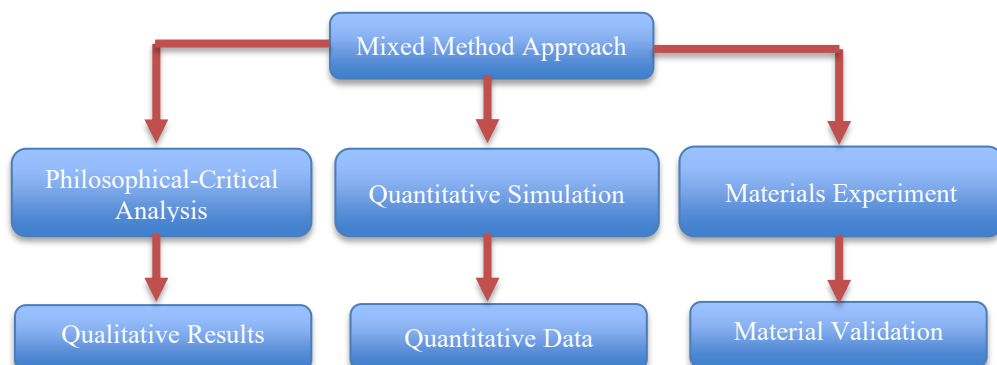 Mixed Method Approach
Philosophical-Critical
Analysis
Quantitative Simulation
Materials Experiment
Qualitative Results
Quantitative Data
Material Validation